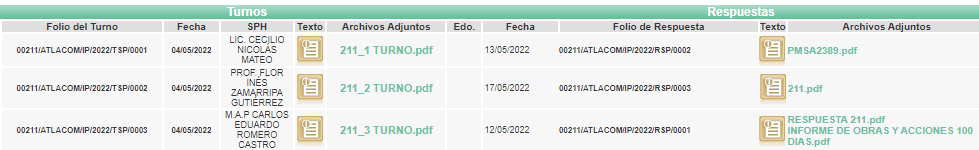 Turnos Respuestas
Folio del Turno Fecha SPH Texto Archivos Adjuntos Edo. Fecha Folio de Respuesta Texto Archivos Adjuntos
00211/ATLACOM/IP/2022/TSP/0001 04/05/2022 LIC. CECILIO NICOLÁS MATEO 211_1 TURNO.pdf 13/05/2022 00211/ATLACOM/IP/2022/RSP/0002 PMSA2389.pdf
00211/ATLACOM/IP/2022/TSP/0002 04/05/2022 PROF. FLOR INÉS ZAMARRIPA GUTIÉRREZ 211_2 TURNO.pdf 17/05/2022 00211/ATLACOM/IP/2022/RSP/0003 211.pdf
00211/ATLACOM/IP/2022/TSP/0003 04/05/2022 M.A.P CARLOS EDUARDO ROMERO CASTRO 211_3 TURNO.pdf 12/05/2022 00211/ATLACOM/IP/2022/RSP/0001 RESPUESTA 211.pdf
INFORME DE OBRAS Y ACCIONES 100 DIAS.pdf